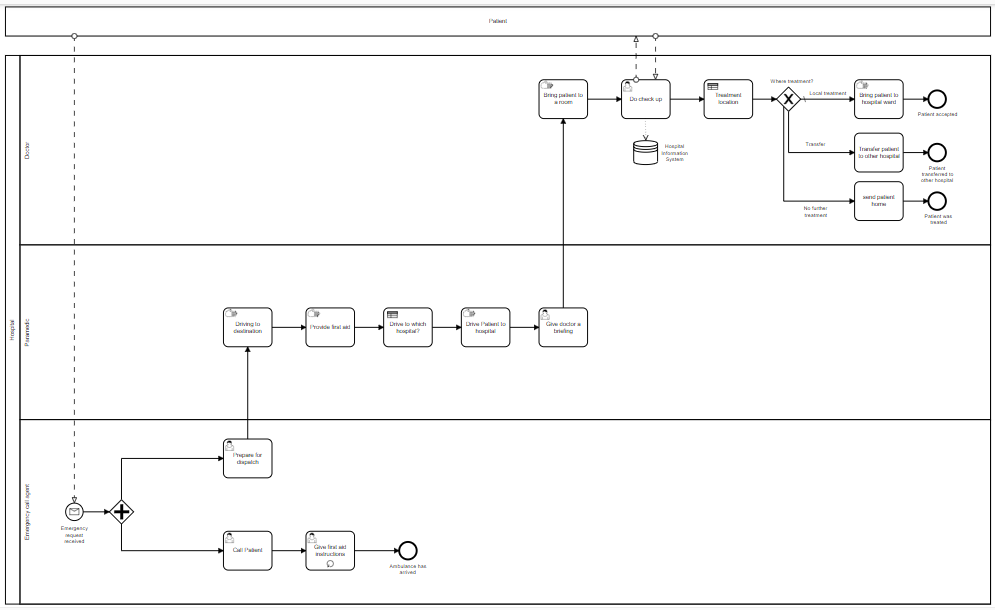 Patient
Hospital
Doctor
Bring patient to
a room
Do check up
Hospital
Information
System
Treatment
location
Where treatment?
Local treatment
Bring patient to
hospital ward
Patient accepted
Transfer
Transfer patient
to other hospital
Patient
transferred to
other hospital
No further
treatment
send patient
home
Patient was
treated
Paramedic
Driving to
destination
Provide first aid
Drive to which
hospital?
Drive Patient to
hospital
Give doctor a
briefing
Emergency call agent
Emergency
request
received
Prepare for
dispatch
Call Patient
Give first aid
instructions
Ambulance has
arrived